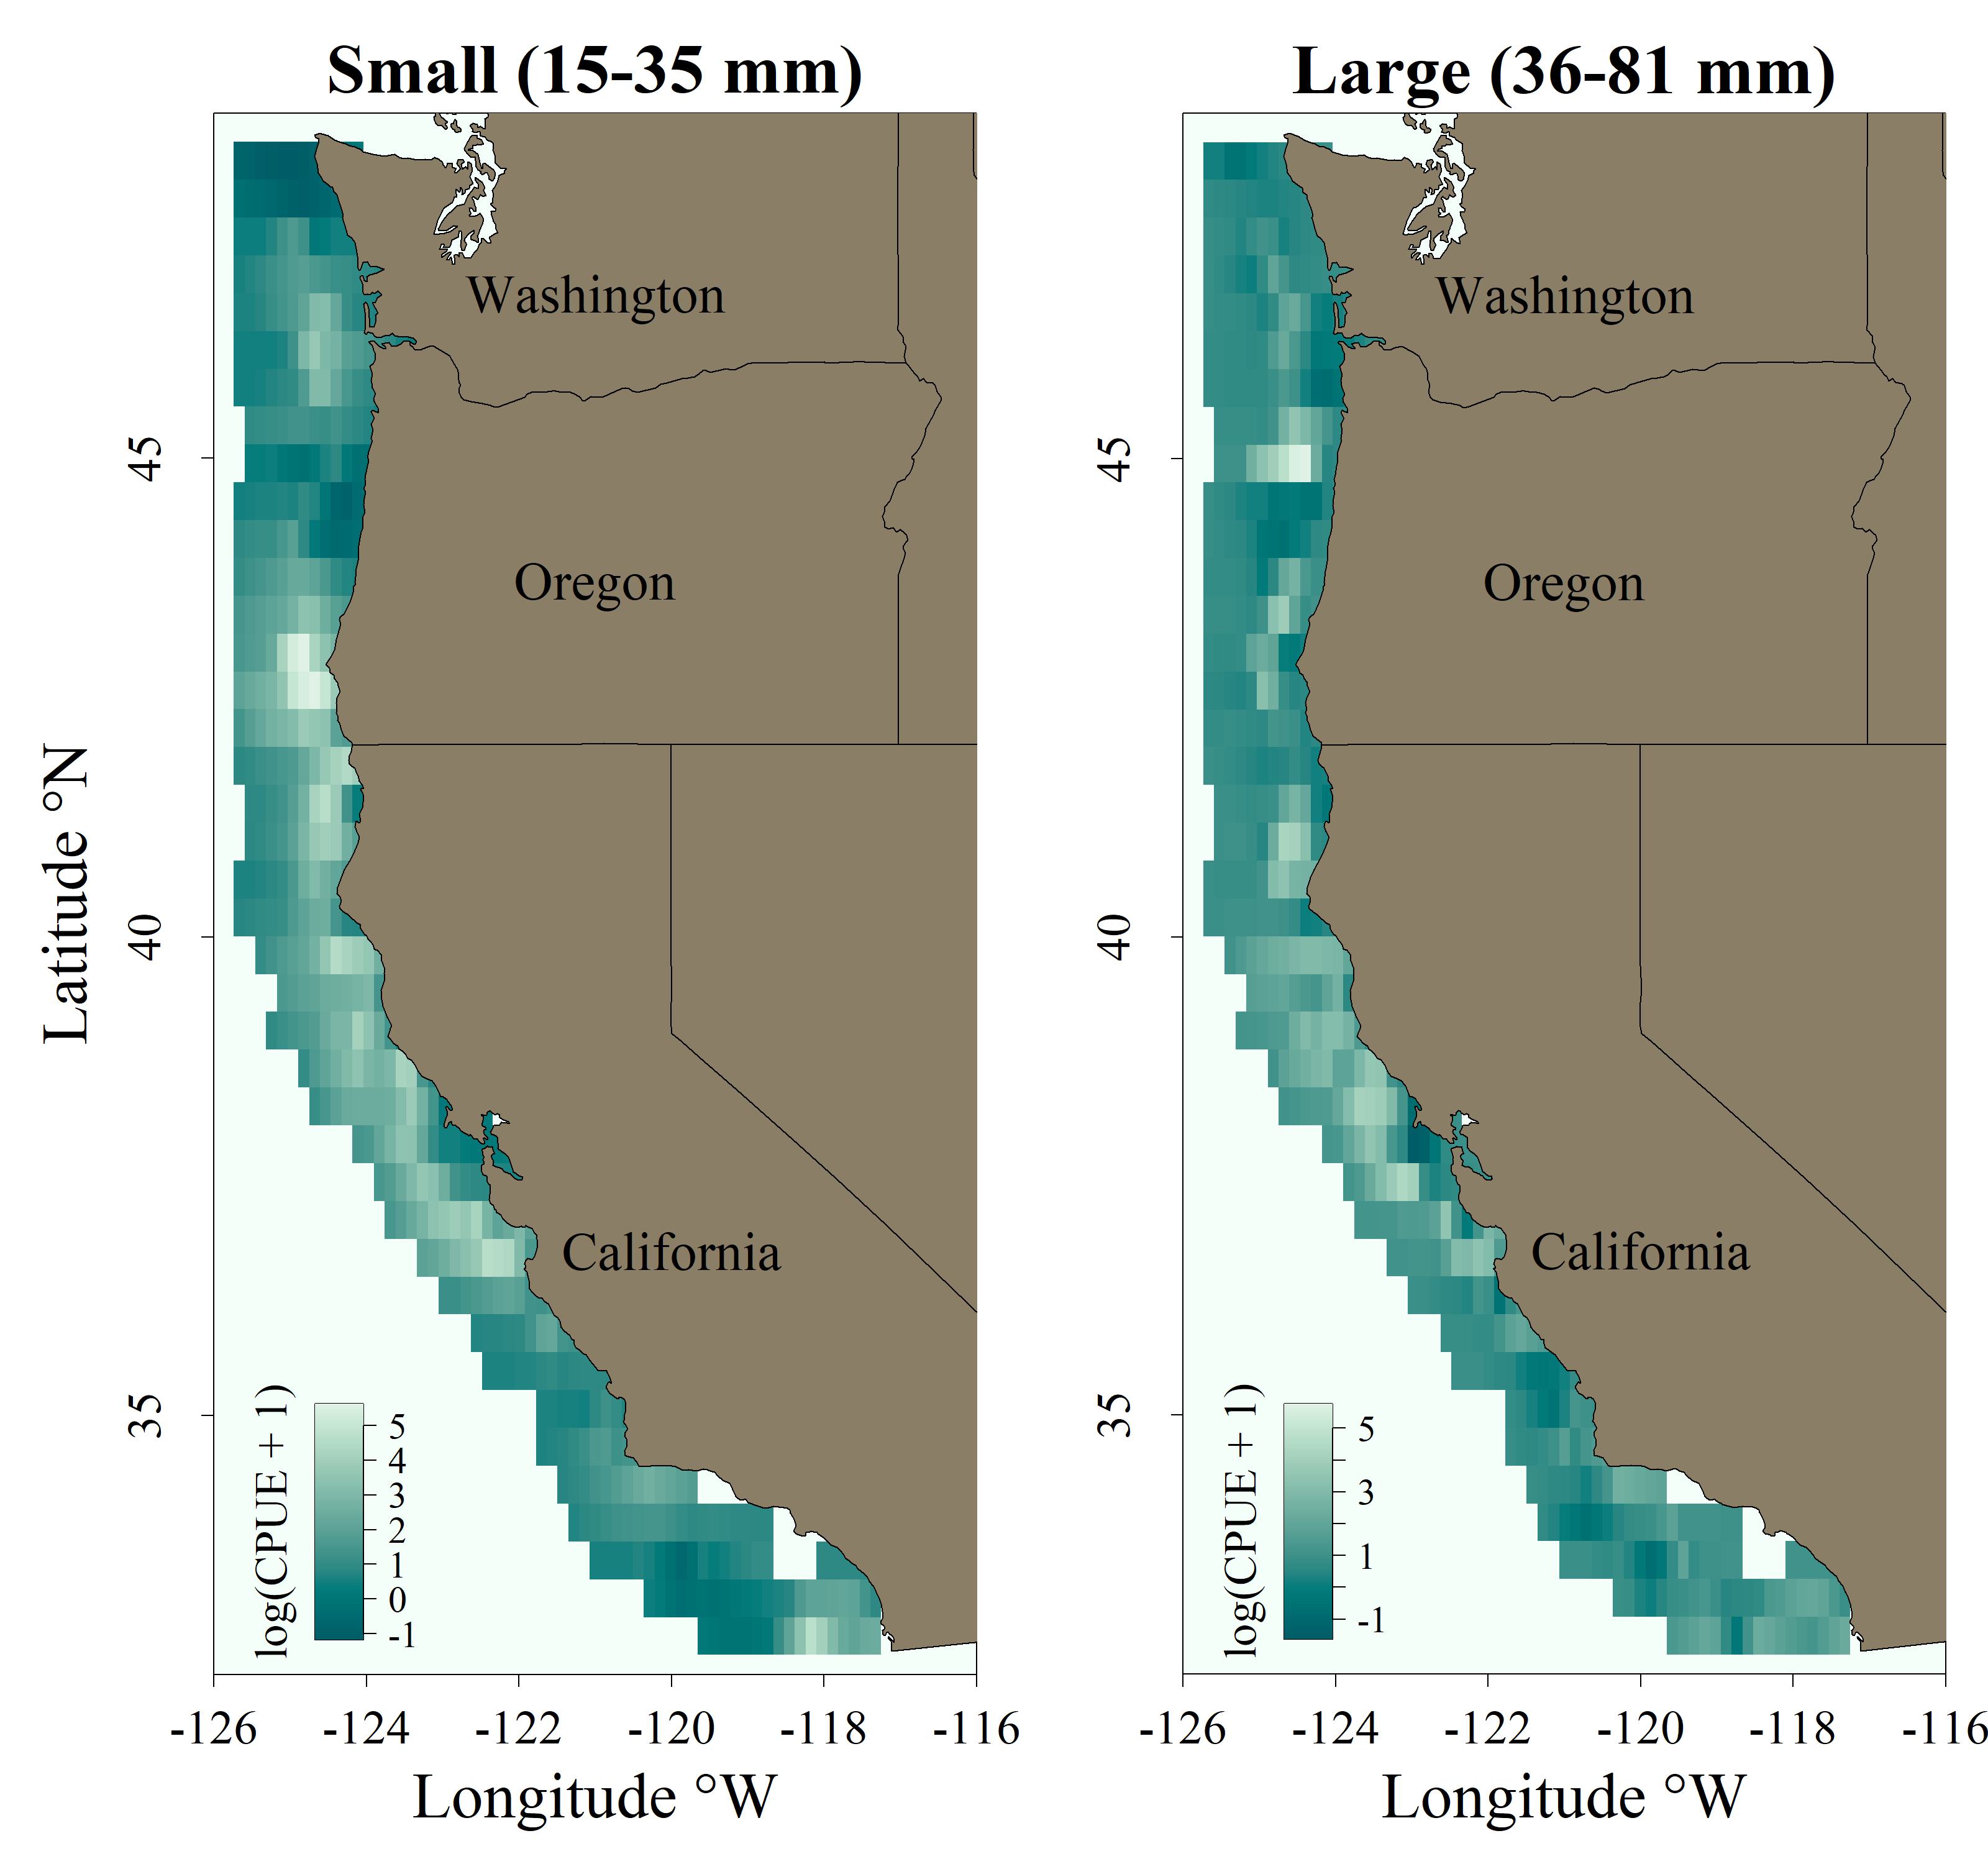 Small (15-35 mm)
Large (36-81 mm)
Washington
Oregon
California
Washington
Oregon
California
Latitude °N
45
40
35
45
40
35
log(CPUE + 1)
5
4
3
2
1
0
-1
log(CPUE + 1)
5
3
1
-1
-126 -124 -122 -120 -118 -116
-126 -124 -122 -120 -118 -116
Longitude °W
Longitude °W